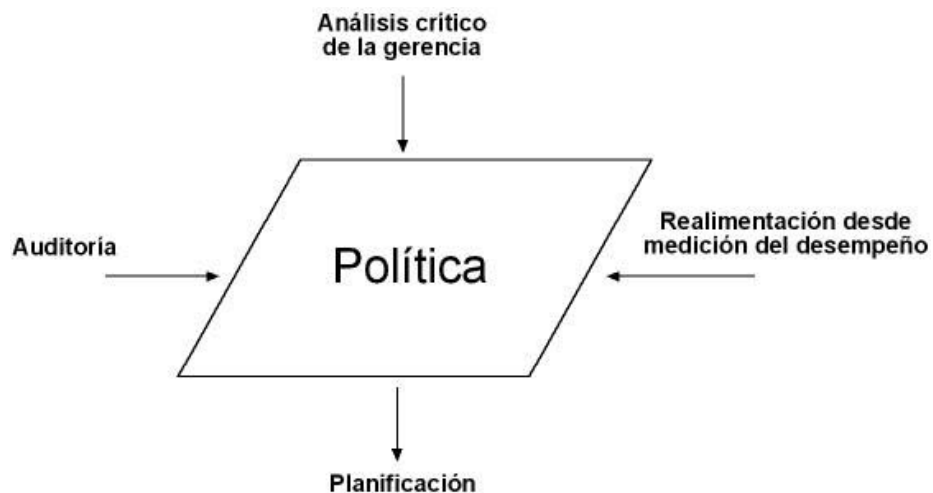 Análisis crítico
de la gerencia
Auditoría
Política
Realimentación desde
medición del desempeño
Planificación